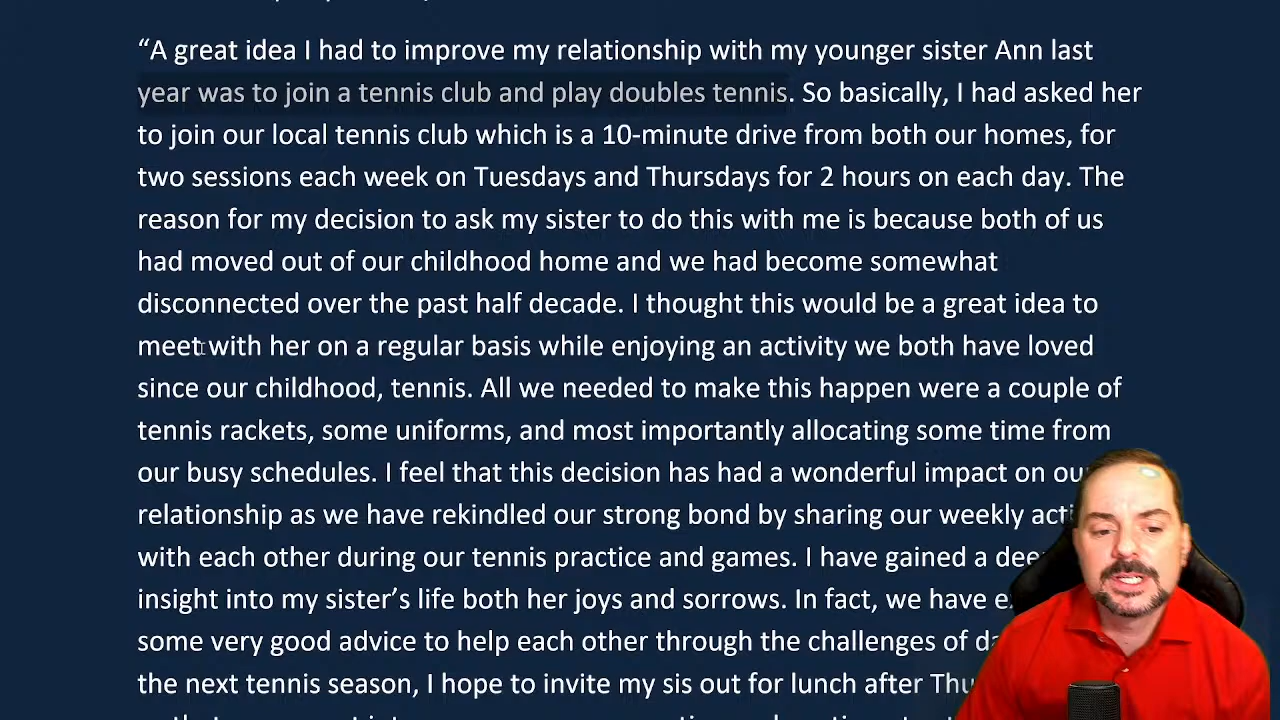 “A great idea I had to improve my relationship with my younger sister Ann last
year was to join a tennis club and play doubles tennis. So basically, I had asked her
to join our local tennis club which is a 10-minute drive from both our homes, for
two sessions each week on Tuesdays and Thursdays for 2 hours on each day. The
reason for my decision to ask my sister to do this with me is because both of us
had moved out of our childhood home and we had become somewhat
disconnected over the past half decade. I thought this would be a great idea to
meet with her on a regular basis while enjoying an activity we both have loved
since our childhood, tennis. All we needed to make this happen were a couple of
tennis rackets, some uniforms, and most importantly allocating some time from
our busy schedules. I feel that this decision has had a wonderful impact on
relationship as we have rekindled our strong bond by sharing our weekly
with each other during our tennis practice and games. I have gained a
insight into my sister’s life both her joys and sorrows. In fact, we have
some very good advice to help each other through the challenges of
the next tennis season, I hope to invite my sis out for lunch after